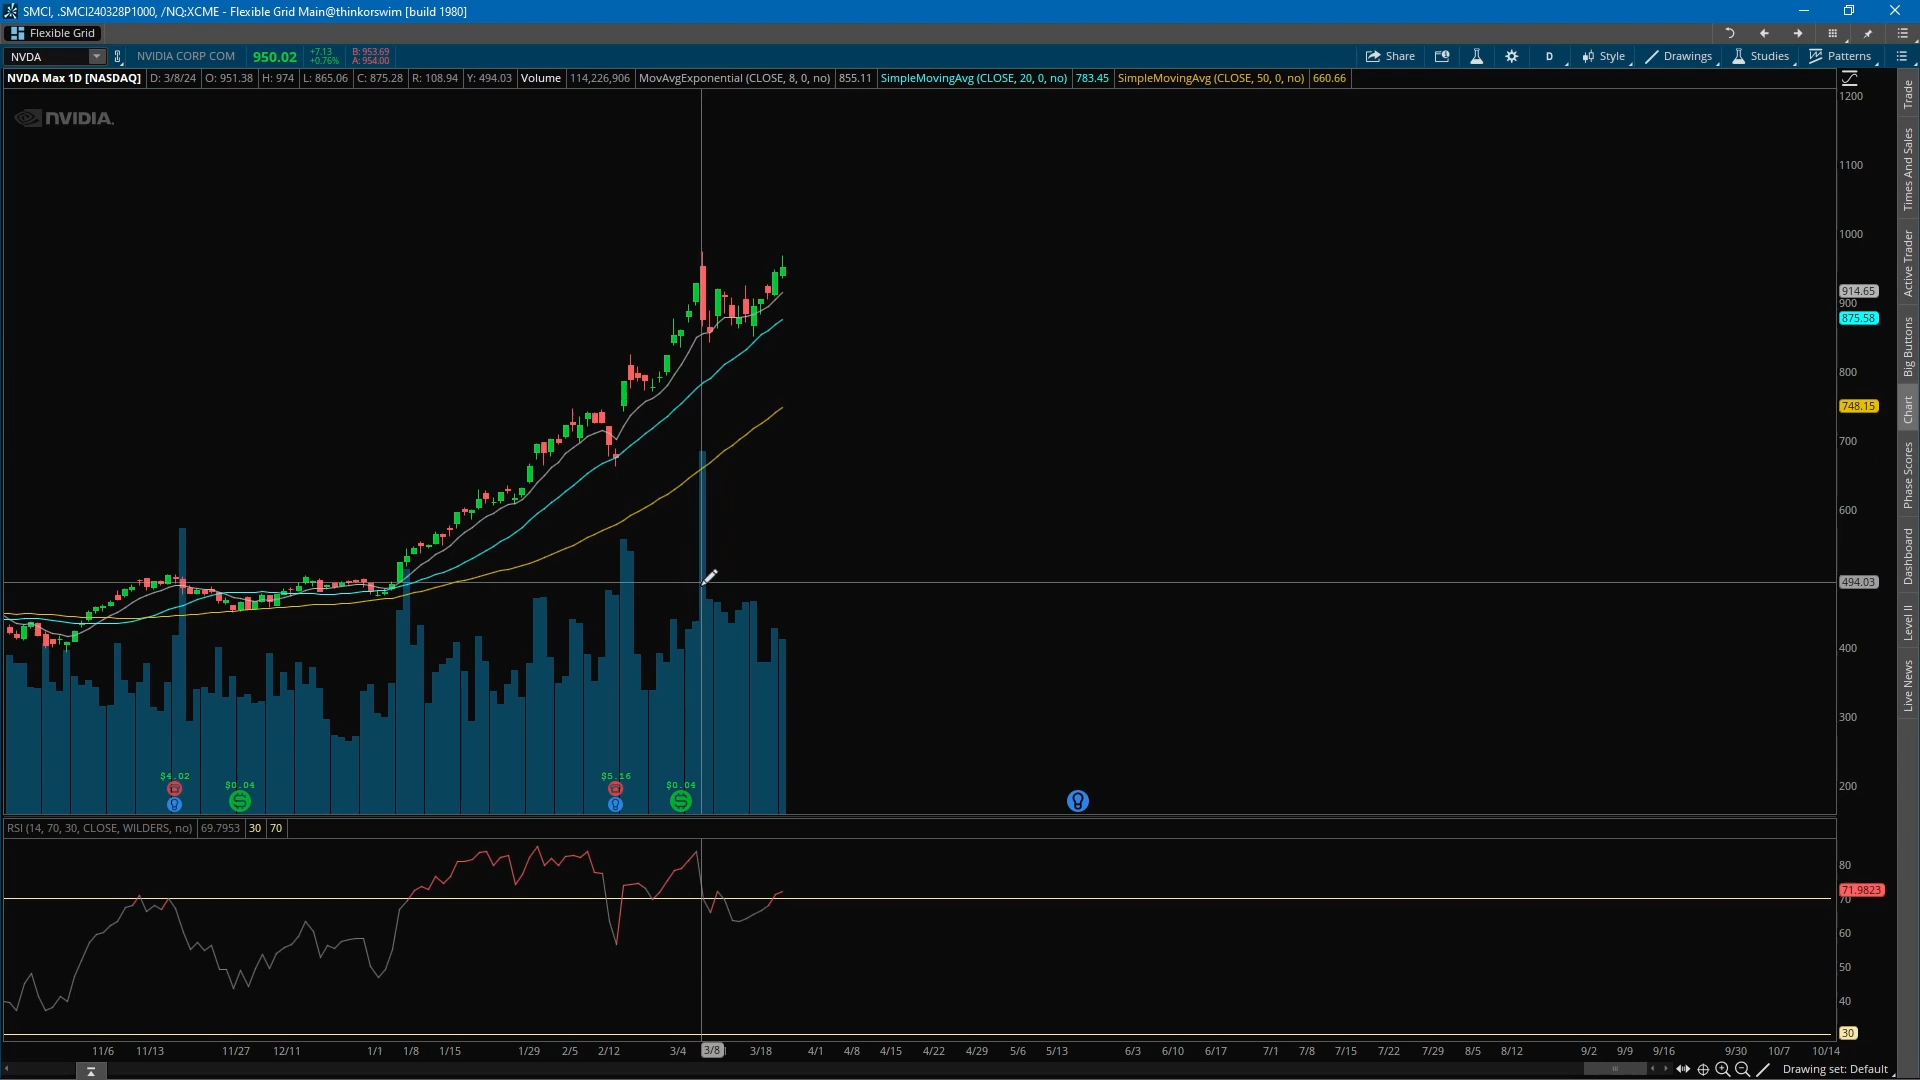 SMCI, .SMCI240328P1000, /NQ:XCME - Flexible Grid Main@thinkorswim [build 1980]
Flexible Grid
NVDA NVIDIA CORP COM 950.02 +7.13 +0.76% B: 953.69 A: 954.00 Share D Style Drawings Studies Patterns
NVDA Max 1D [NASDAQ] D: 3/8/24 O: 951.38 H: 974 L: 865.06 C: 875.28 R: 108.94 Y: 494.03 Volume 114,226,906 MovAvgExponential (CLOSE, 8, 0, no) 855.11 SimpleMovingAvg (CLOSE, 20, 0, no) 783.45 SimpleMovingAvg (CLOSE, 50, 0, no) 660.66
NVIDIA.
1200
1100
1000
914.65
900
875.58
800
748.15
700
600
494.03
400
300
200
$4.02
$0.04
$5.16
$0.04
RSI (14, 70, 30, CLOSE, WILDERS, no) 69.7953 30 70
80
71.9823
70
60
50
40
30
11/6 11/13 11/27 12/11 1/1 1/8 1/15 1/29 2/5 2/12 3/4 3/8 3/18 4/1 4/8 4/15 4/22 4/29 5/6 5/13 6/3 6/10 6/17 7/1 7/8 7/15 7/22 7/29 8/5 8/12 9/2 9/9 9/16 9/30 10/7 10/14
Drawing set: Default
Trade
Times And Sales
Active Trader
Big Buttons
Chart
Phase Scores
Dashboard
Level II
Live News